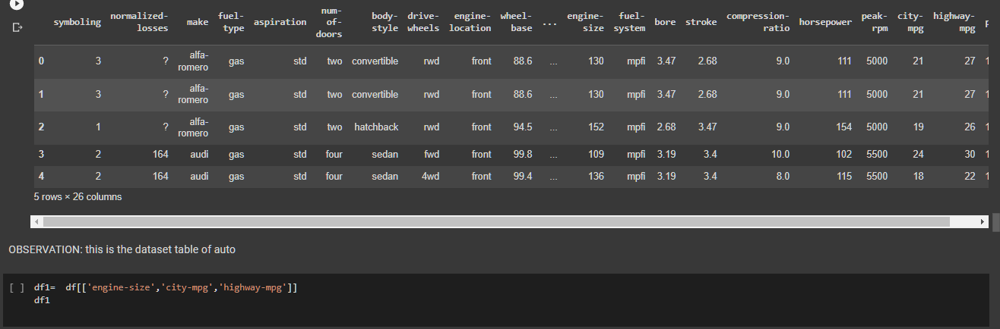 symboling normalized-losses make fuel-type aspiration num-of-doors body-style drive-wheels engine-location wheel-base ... engine-size fuel-system bore stroke compression-ratio horsepower peak-rpm city-mpg highway-mpg
0 3 ? alfa-romero gas std two convertible rwd front 88.6 ... 130 mpfi 3.47 2.68 9.0 111 5000 21 27
1 3 ? alfa-romero gas std two convertible rwd front 88.6 ... 130 mpfi 3.47 2.68 9.0 111 5000 21 27
2 1 ? alfa-romero gas std two hatchback rwd front 94.5 ... 152 mpfi 2.68 3.47 9.0 154 5000 19 26
3 2 164 audi gas std four sedan fwd front 99.8 ... 109 mpfi 3.19 3.4 10.0 102 5500 24 30
4 2 164 audi gas std four sedan 4wd front 99.4 ... 136 mpfi 3.19 3.4 8.0 115 5500 18 22
5 rows × 26 columns
OBSERVATION: this is the dataset table of auto
[ ] df1=  df[['engine-size','city-mpg','highway-mpg']]
df1